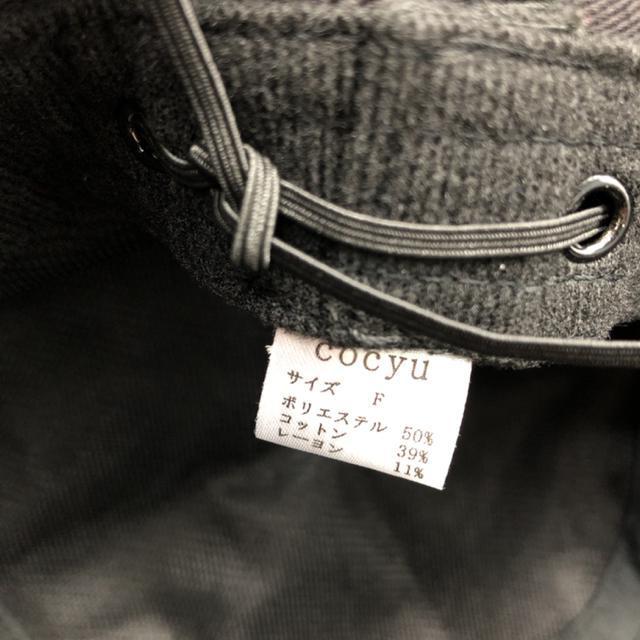 cocyu
サイズ F
ポリエステル 50%
コットン 39%
レーヨン 11%